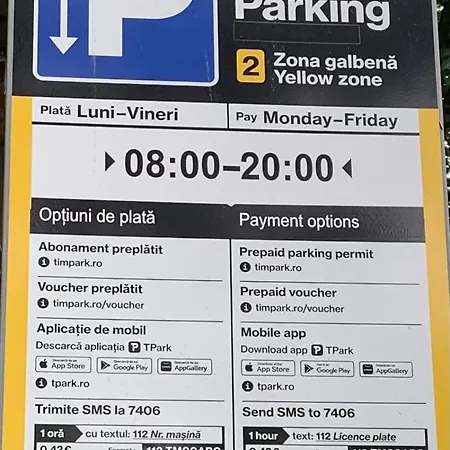 P
Parking
2 Zona galbenă
Yellow zone
Plată Luni–Vineri
Pay Monday–Friday
08:00–20:00
Opțiuni de plată
Payment options
Abonament preplătit
timpark.ro
Prepaid parking permit
timpark.ro
Voucher preplătit
timpark.ro/voucher
Prepaid voucher
timpark.ro/voucher
Aplicație de mobil
Descarcă aplicația P TPark
App Store Google Play AppGallery
tpark.ro
Mobile app
Download app P TPark
App Store Google Play AppGallery
tpark.ro
Trimite SMS la 7406
1 oră cu textul: 112 Nr. mașină
Send SMS to 7406
1 hour text: 112 Licence plate